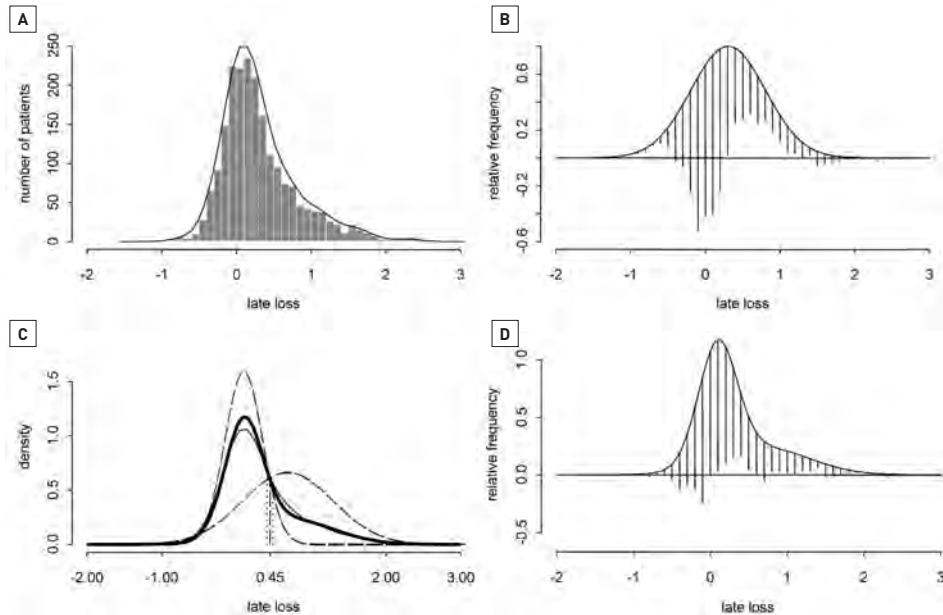 A
number of patients
250
200
150
100
50
0
-2 -1 0 1 2 3
late loss
B
relative frequency
0.6
0.2
-0.2
-0.6
-2 -1 0 1 2 3
late loss
C
density
1.5
1.0
0.5
0.0
-2.00 -1.00 0.45 2.00 3.00
late loss
D
relative frequency
1.0
0.5
0.0
-0.5
-2 -1 0 1 2 3
late loss